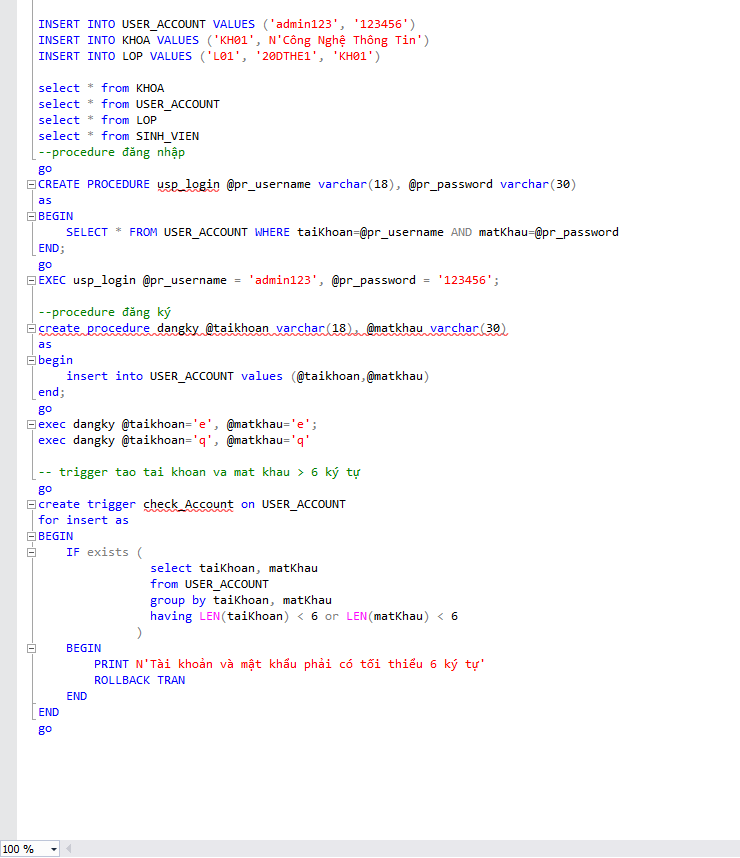 INSERT INTO USER_ACCOUNT VALUES ('admin123', '123456')
INSERT INTO KHOA VALUES ('KH01', N'Công Nghệ Thông Tin')
INSERT INTO LOP VALUES ('L01', '20DTHE1', 'KH01')
select * from KHOA
select * from USER_ACCOUNT
select * from LOP
select * from SINH_VIEN
--procedure đăng nhập
go
CREATE PROCEDURE usp_login @pr_username varchar(18), @pr_password varchar(30)
as
BEGIN
SELECT * FROM USER_ACCOUNT WHERE taiKhoan=@pr_username AND matKhau=@pr_password
END;
go
EXEC usp_login @pr_username = 'admin123', @pr_password = '123456';
--procedure đăng ký
create procedure dangky @taikhoan varchar(18), @matkhau varchar(30)
as
begin
insert into USER_ACCOUNT values (@taikhoan,@matkhau)
end;
go
exec dangky @taikhoan='e', @matkhau='e';
exec dangky @taikhoan='q', @matkhau='q'
-- trigger tao tai khoan va mat khau > 6 ký tự
go
create trigger check_Account on USER_ACCOUNT
for insert as
BEGIN
IF exists (
select taiKhoan, matKhau
from USER_ACCOUNT
group by taiKhoan, matKhau
having LEN(taiKhoan) < 6 or LEN(matKhau) < 6
)
BEGIN
PRINT N'Tài khoản và mật khẩu phải có tối thiểu 6 ký tự'
ROLLBACK TRAN
END
END
go
100 %